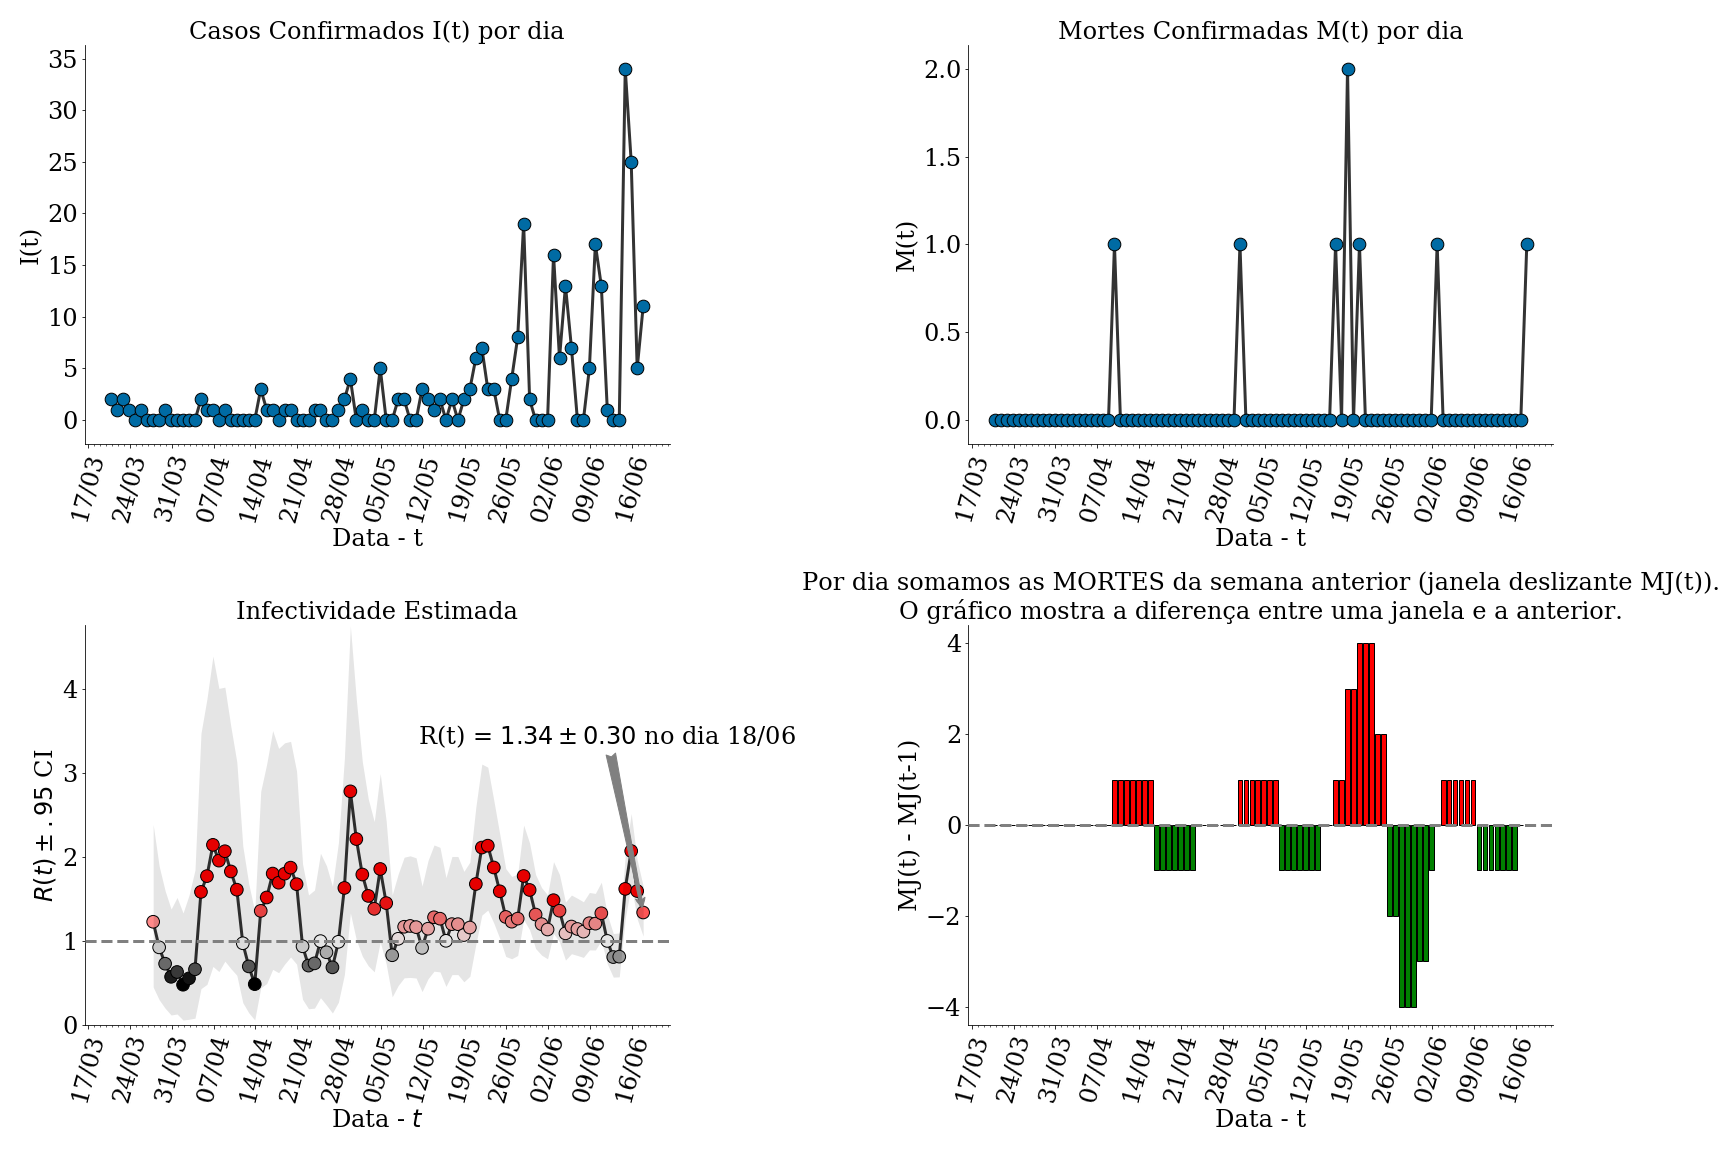 Casos Confirmados I(t) por dia
35
30
25
20
15
10
5
0
I(t)
17/03 24/03 31/03 07/04 14/04 21/04 28/04 05/05 12/05 19/05 26/05 02/06 09/06 16/06
Data - t
Mortes Confirmadas M(t) por dia
2.0
1.5
1.0
0.5
0.0
M(t)
17/03 24/03 31/03 07/04 14/04 21/04 28/04 05/05 12/05 19/05 26/05 02/06 09/06 16/06
Data - t
Infectividade Estimada
4
3
2
1
0
R(t)±.95 CI
R(t) = 1.34±0.30 no dia 18/06
17/03 24/03 31/03 07/04 14/04 21/04 28/04 05/05 12/05 19/05 26/05 02/06 09/06 16/06
Data - t
Por dia somamos as MORTES da semana anterior (janela deslizante MJ(t)).
O gráfico mostra a diferença entre uma janela e a anterior.
4
2
0
−2
−4
MJ(t) - MJ(t-1)
17/03 24/03 31/03 07/04 14/04 21/04 28/04 05/05 12/05 19/05 26/05 02/06 09/06 16/06
Data - t